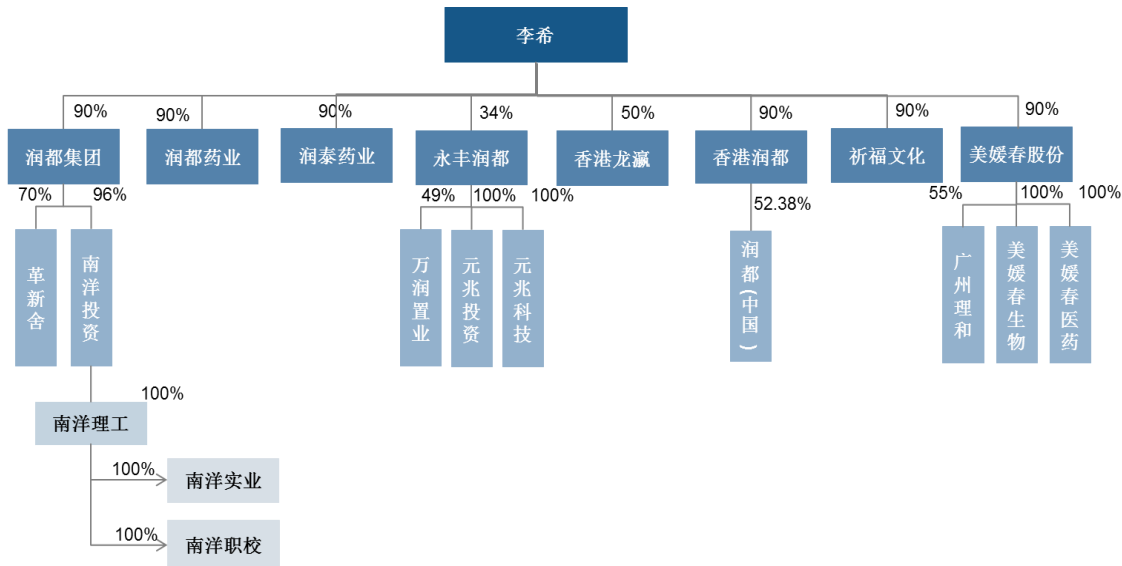 李希
90%
90%
90%
34%
50%
90%
90%
90%
润都集团
润都药业
润泰药业
永丰润都
香港龙瀛
香港润都
祈福文化
美媛春股份
70%
96%
49%
100%
100%
52.38%
55%
100%
100%
革新舍
南洋投资
万润置业
元兆投资
元兆科技
润都(中国)
广州理和
美媛春生物
美媛春医药
100%
南洋理工
100%
南洋实业
100%
南洋职校